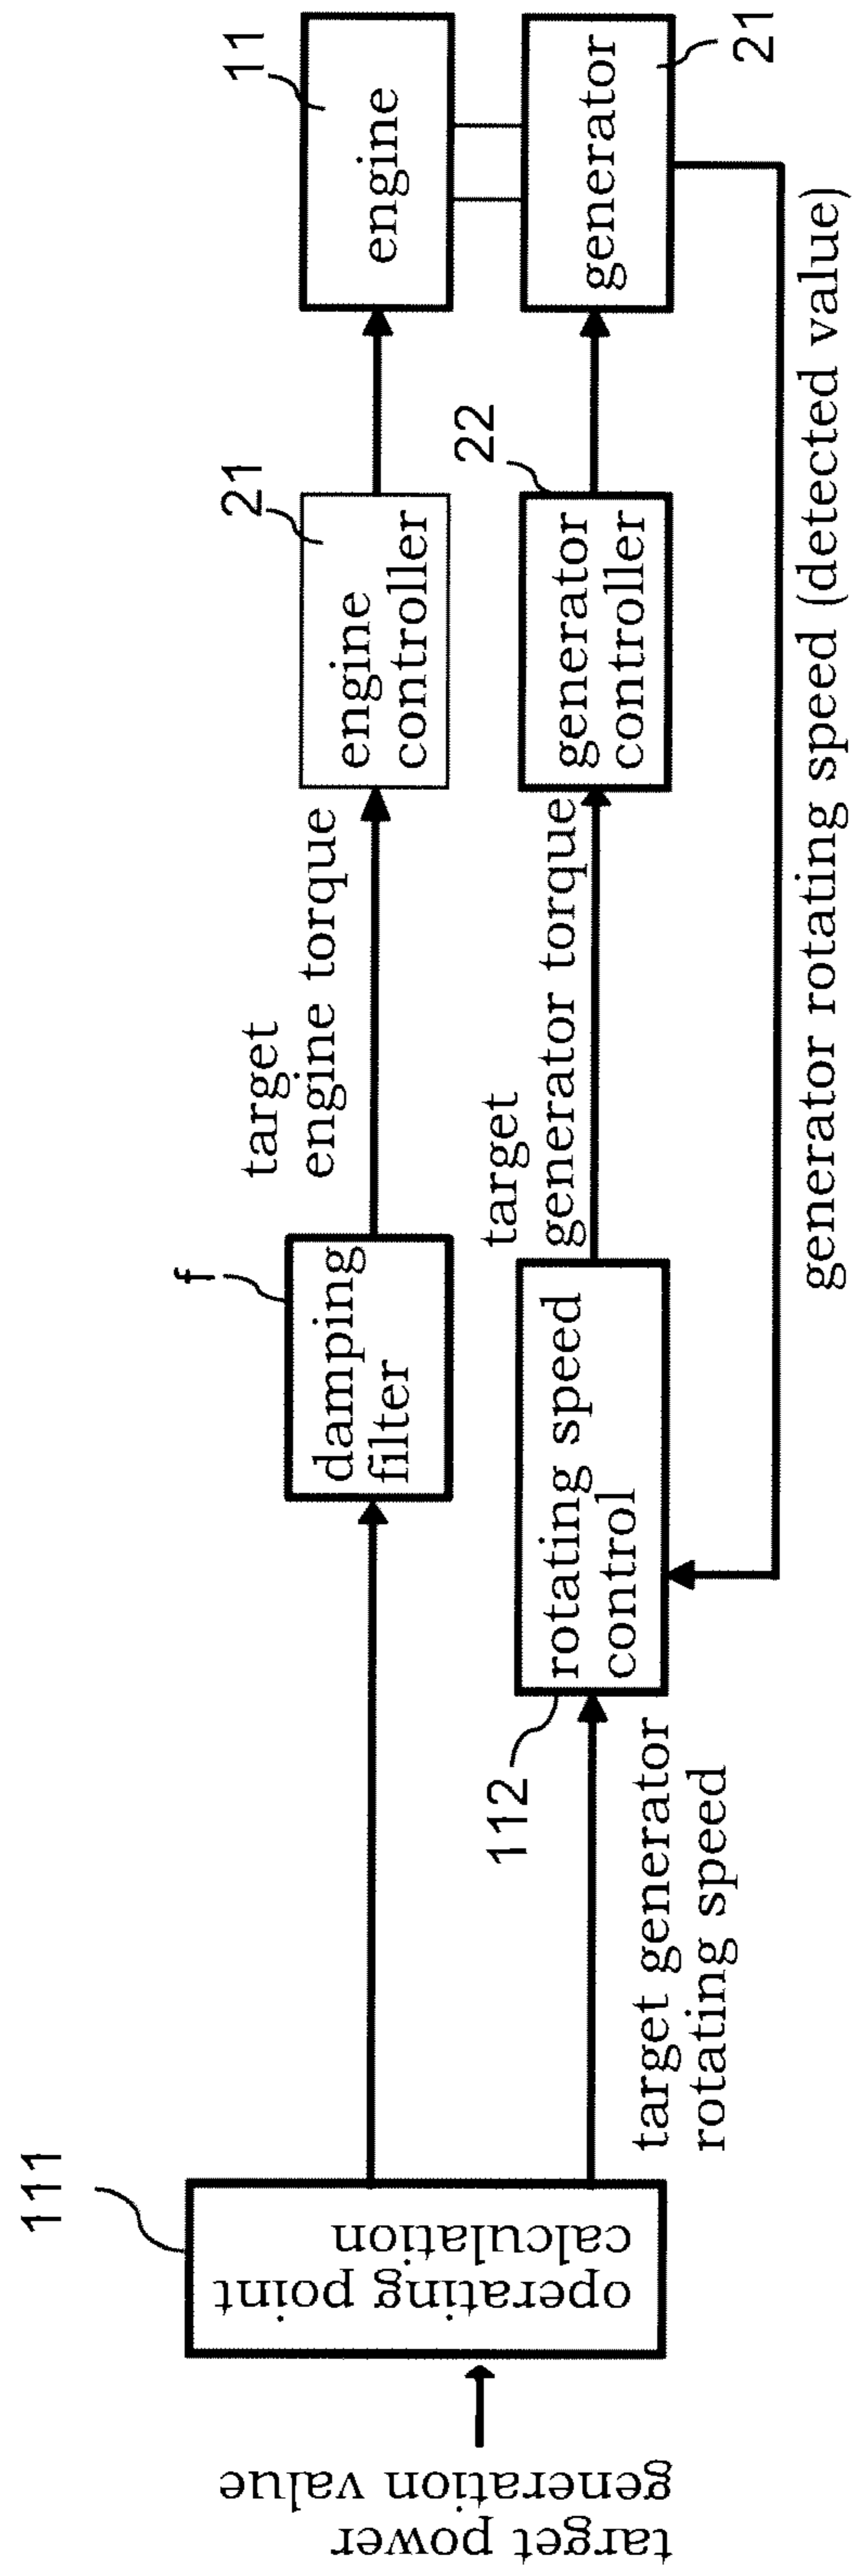 target power
generation value
operating point
calculation
111
damping
filter
f
target
engine torque
engine
controller
21
engine
11
target generator
rotating speed
112
rotating speed
control
target
generator torque
generator
controller
22
generator
21
generator rotating speed (detected value)